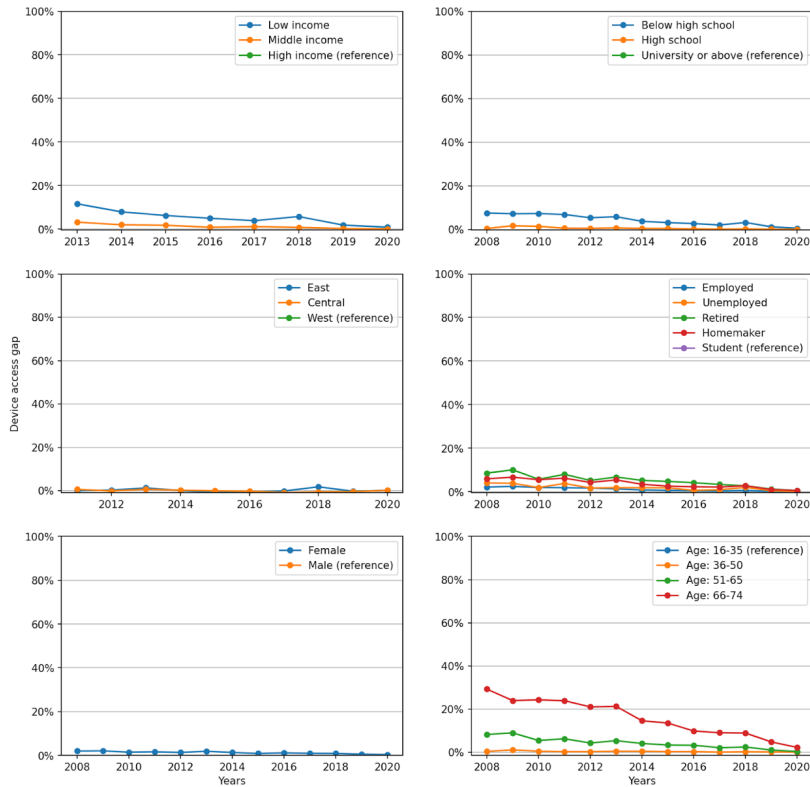 100%
80%
60%
40%
20%
0%
Low income
Middle income
High income (reference)
2013 2014 2015 2016 2017 2018 2019 2020
100%
80%
60%
40%
20%
0%
Below high school
High school
University or above (reference)
2008 2010 2012 2014 2016 2018 2020
Device access gap
100%
80%
60%
40%
20%
0%
East
Central
West (reference)
2012 2014 2016 2018 2020
100%
80%
60%
40%
20%
0%
Employed
Unemployed
Retired
Homemaker
Student (reference)
2008 2010 2012 2014 2016 2018 2020
100%
80%
60%
40%
20%
0%
Female
Male (reference)
2008 2010 2012 2014 2016 2018 2020
Years
100%
80%
60%
40%
20%
0%
Age: 16-35 (reference)
Age: 36-50
Age: 51-65
Age: 66-74
2008 2010 2012 2014 2016 2018 2020
Years